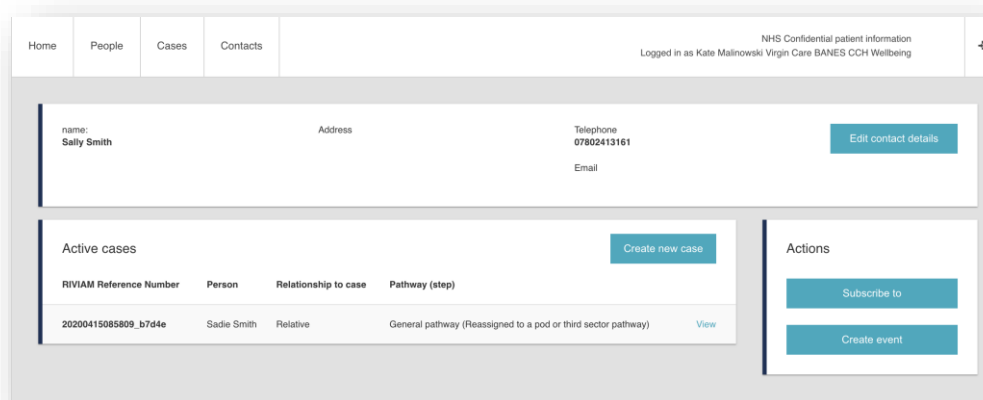 Home People Cases Contacts
NHS Confidential patient information
Logged in as Kate Malinowski Virgin Care BANES CCH Wellbeing
name:
Sally Smith
Address
Telephone
07802413161
Email
Edit contact details
Active cases
Create new case
RIVIAM Reference Number Person Relationship to case Pathway (step)
20200415085809_b7d4e Sadie Smith Relative General pathway (Reassigned to a pod or third sector pathway) View
Actions
Subscribe to
Create event